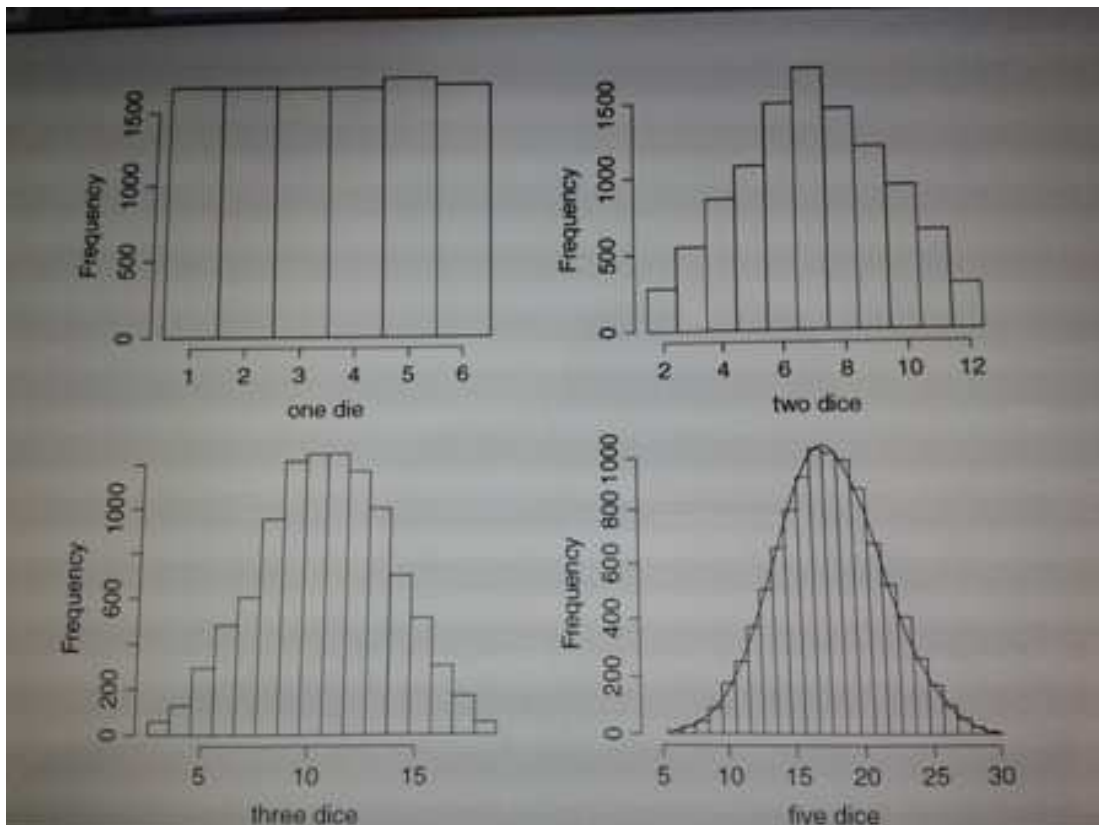 Frequency
0 500 1000 1500
1 2 3 4 5 6
one die
Frequency
0 500 1000 1500
2 4 6 8 10 12
two dice
Frequency
0 200 600 1000
5 10 15
three dice
Frequency
0 200 400 600 800 1000
5 10 15 20 25 30
five dice